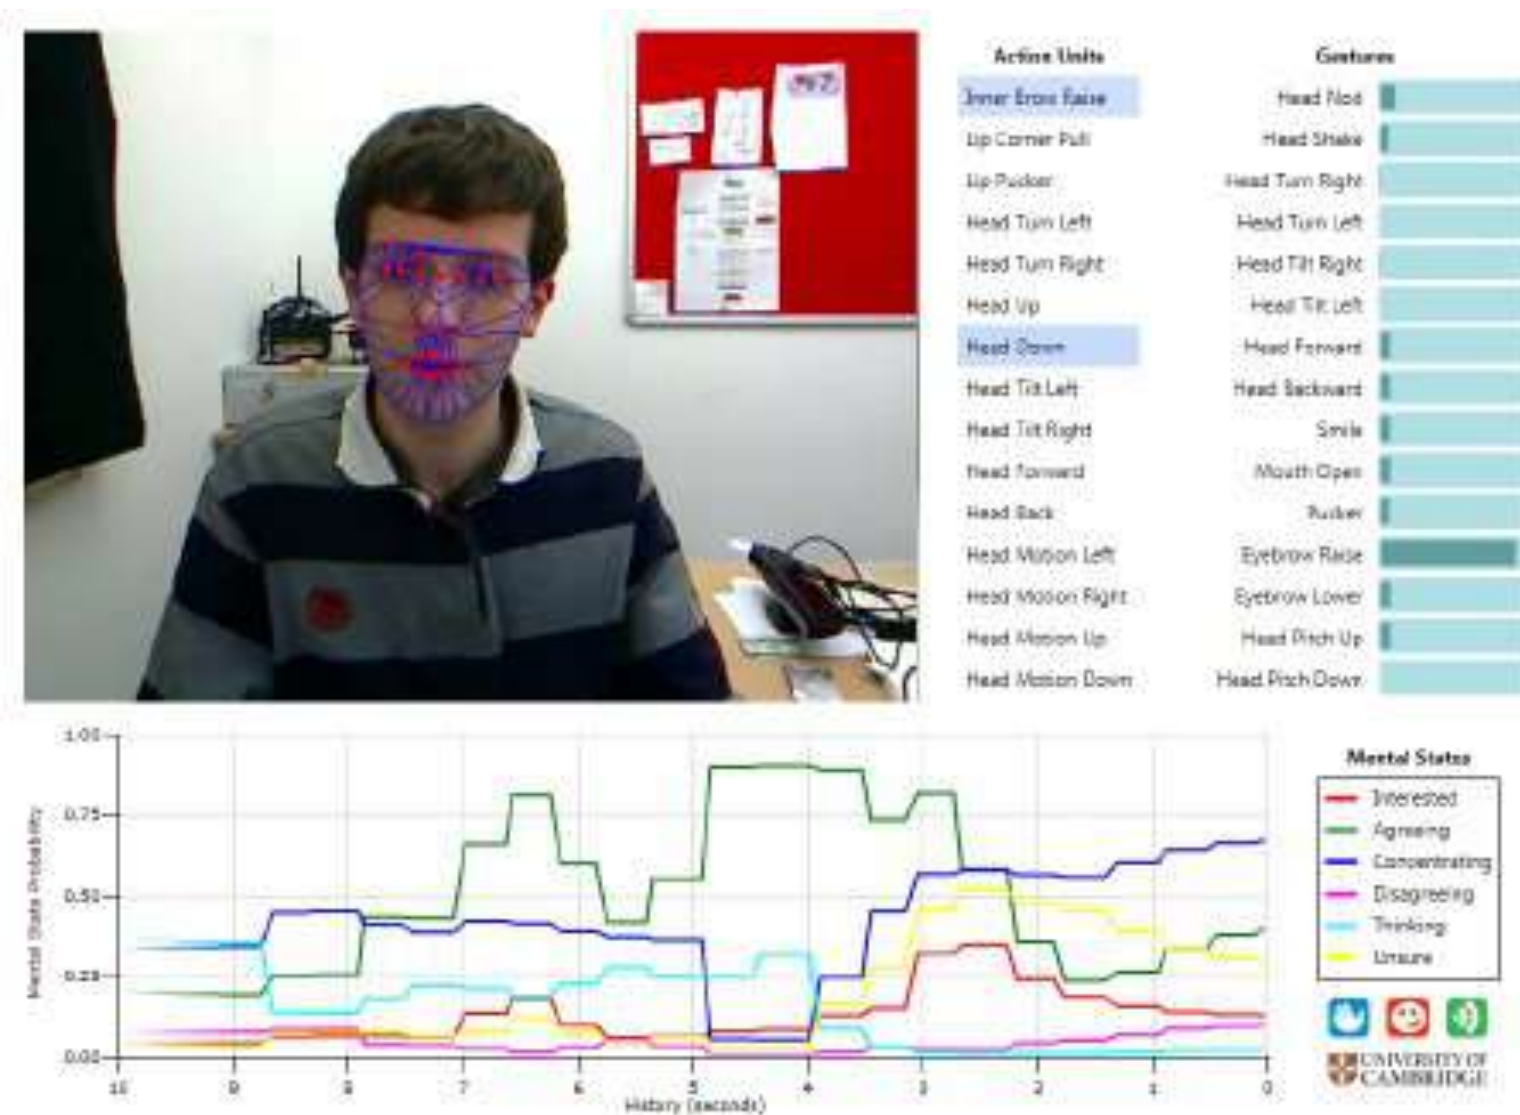 Action Units
Inner Brow Raise
Lip Corner Pull
Lip Pucker
Head Turn Left
Head Turn Right
Head Up
Head Down
Head Tilt Left
Head Tilt Right
Head Forward
Head Back
Head Motion Left
Head Motion Right
Head Motion Up
Head Motion Down
Gestures
Head Nod
Head Shake
Head Turn Right
Head Turn Left
Head Tilt Right
Head Tilt Left
Head Forward
Head Backward
Smile
Mouth Open
Pucker
Eyebrow Raise
Eyebrow Lower
Head Pitch Up
Head Pitch Down
Mental State Probability
1.00
0.75
0.50
0.25
0.00
10 9 8 7 6 5 4 3 2 1 0
History (seconds)
Mental States
Interested
Agreeing
Concentrating
Disagreeing
Thinking
Unsure
UNIVERSITY OF
CAMBRIDGE